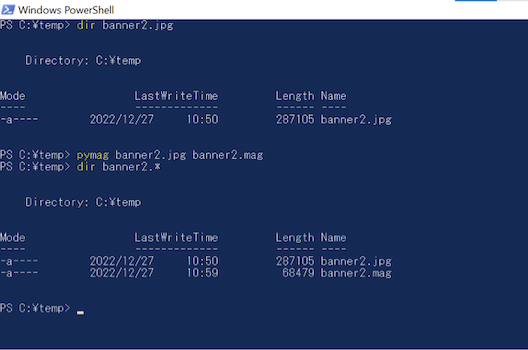 Windows PowerShell
PS C:¥temp> dir banner2.jpg
Directory: C:¥temp
Mode LastWriteTime Length Name
---- ------------- ------ ----
-a---- 2022/12/27 10:50 287105 banner2.jpg
PS C:¥temp> pymag banner2.jpg banner2.mag
PS C:¥temp> dir banner2.*
Directory: C:¥temp
Mode LastWriteTime Length Name
---- ------------- ------ ----
-a---- 2022/12/27 10:50 287105 banner2.jpg
-a---- 2022/12/27 10:59 68479 banner2.mag
PS C:¥temp> _